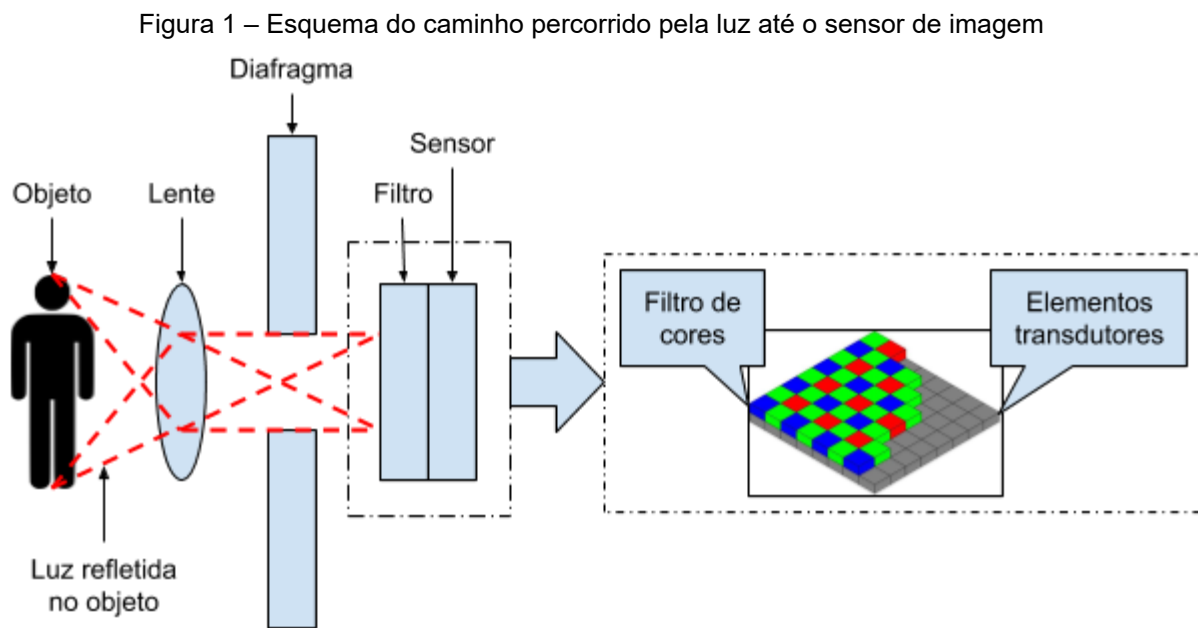 Figura 1 – Esquema do caminho percorrido pela luz até o sensor de imagem
Diafragma
Sensor
Objeto
Lente
Filtro
Filtro de
cores
Elementos
transdutores
Luz refletida
no objeto